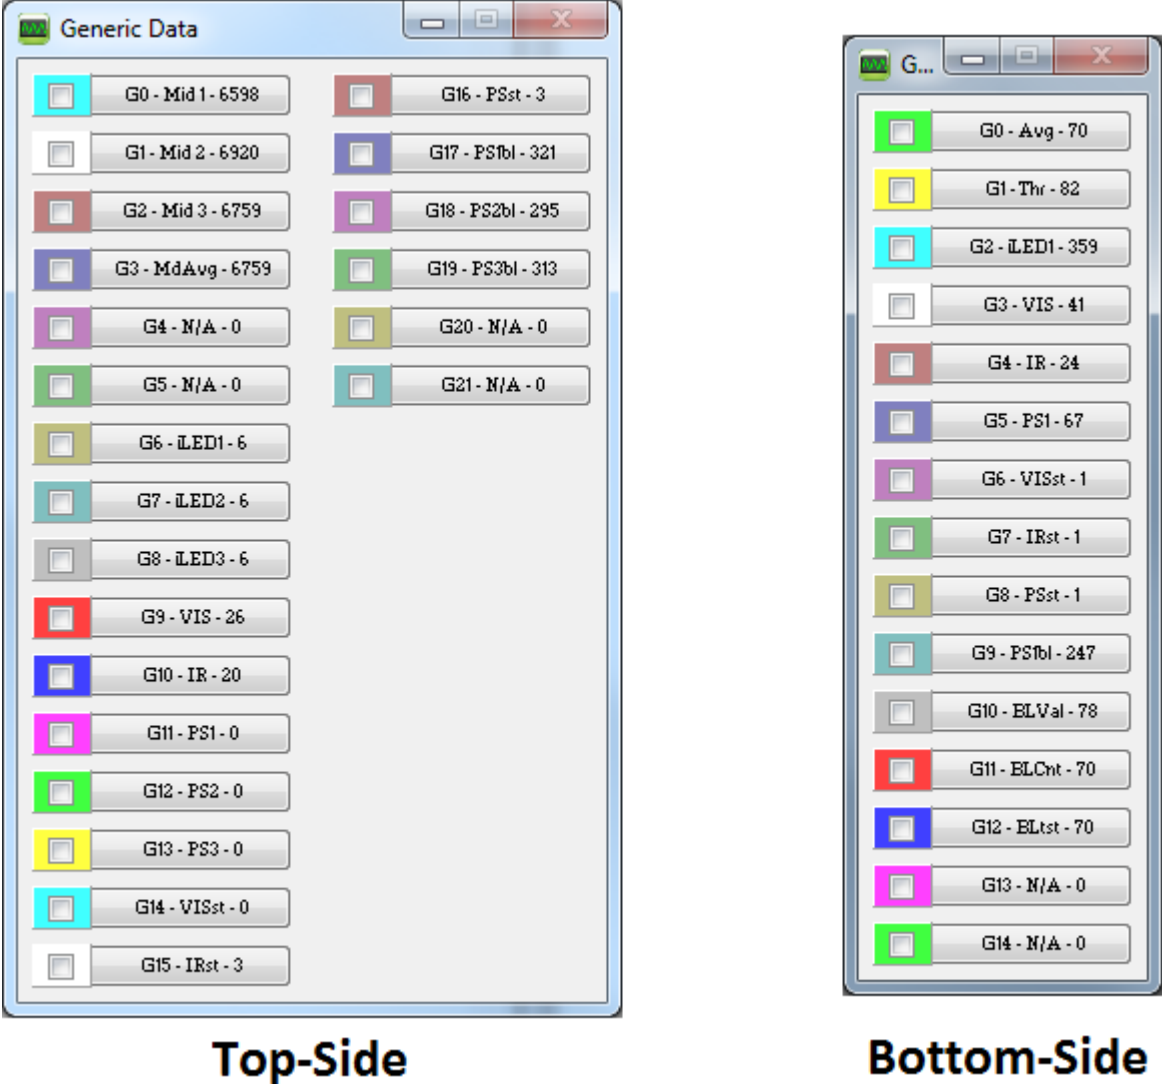 Generic Data
G0 - Mid 1 - 6598
G1 - Mid 2 - 6920
G2 - Mid 3 - 6759
G3 - MdAvg - 6759
G4 - N/A - 0
G5 - N/A - 0
G6 - iLED1 - 6
G7 - iLED2 - 6
G8 - iLED3 - 6
G9 - VIS - 26
G10 - IR - 20
G11 - PS1 - 0
G12 - PS2 - 0
G13 - PS3 - 0
G14 - VISst - 0
G15 - IRst - 3
G16 - PSst - 3
G17 - PS1bl - 321
G18 - PS2bl - 295
G19 - PS3bl - 313
G20 - N/A - 0
G21 - N/A - 0
Top-Side
G...
G0 - Avg - 70
G1 - Thr - 82
G2 - iLED1 - 359
G3 - VIS - 41
G4 - IR - 24
G5 - PS1 - 67
G6 - VISst - 1
G7 - IRst - 1
G8 - PSst - 1
G9 - PS1bl - 247
G10 - BLVal - 78
G11 - BLCnt - 70
G12 - BLtst - 70
G13 - N/A - 0
G14 - N/A - 0
Bottom-Side